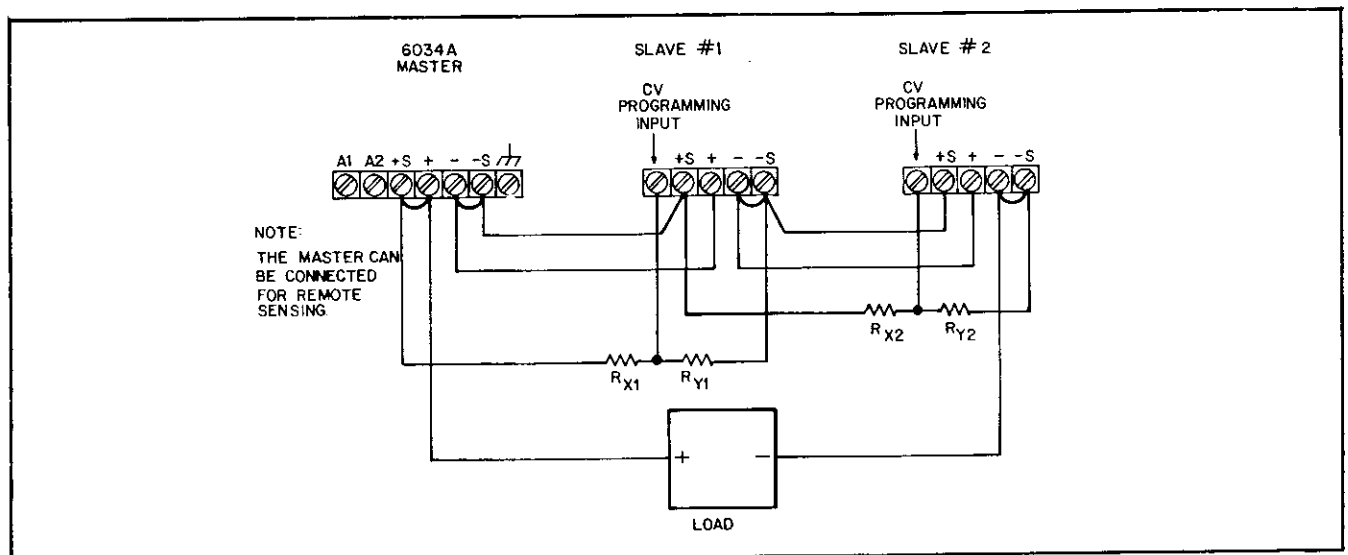 6034A
MASTER
SLAVE #1
SLAVE #2
CV
PROGRAMMING
INPUT
CV
PROGRAMMING
INPUT
A1 A2 +S + - -S
+S + - -S
+S + - -S
NOTE:
THE MASTER CAN
BE CONNECTED
FOR REMOTE
SENSING.
RX2 RY2
RX1 RY1
+ -
LOAD